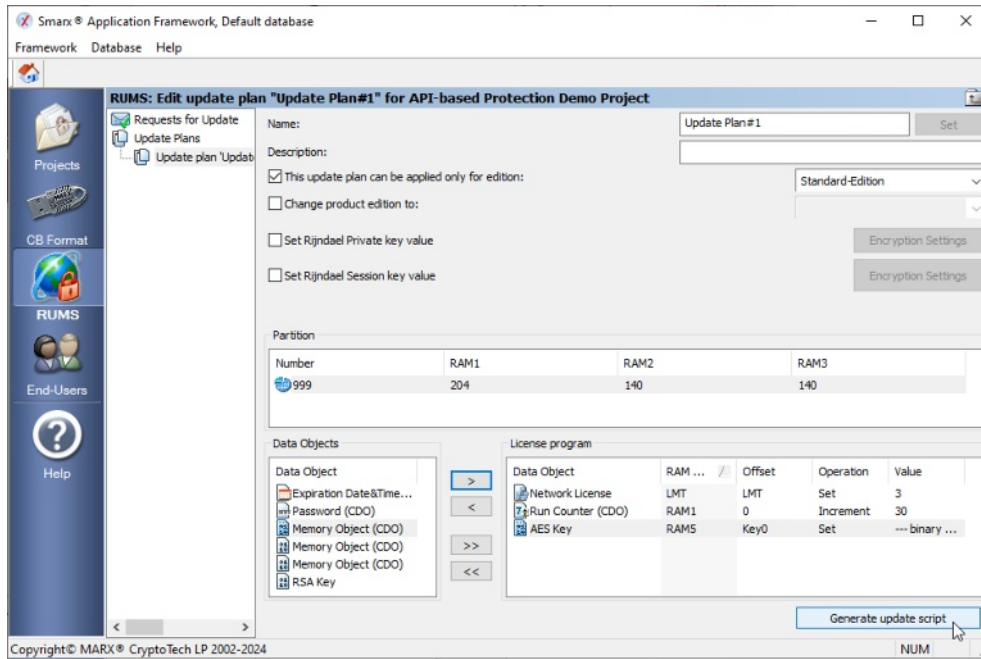 Smarx® Application Framework, Default database
Framework Database Help
RUMS: Edit update plan "Update Plan#1" for API-based Protection Demo Project
Projects
CB Format
RUMS
End-Users
Help
Requests for Update
Update Plans
Update plan 'Updat
Name:
Update Plan#1
Set
Description:
This update plan can be applied only for edition:
Standard-Edition
Change product edition to:
Set Rijndael Private key value
Encryption Settings
Set Rijndael Session key value
Encryption Settings
Partition
Number RAM1 RAM2 RAM3
999 204 140 140
Data Objects
Data Object
Expiration Date&Time...
Password (CDO)
Memory Object (CDO)
Memory Object (CDO)
Memory Object (CDO)
RSA Key
>
<
>>
<<
License program
Data Object RAM ... Offset Operation Value
Network License LMT LMT Set 3
Run Counter (CDO) RAM1 0 Increment 30
AES Key RAM5 Key0 Set --- binary ...
Generate update script
Copyright© MARX® CryptoTech LP 2002-2024
NUM